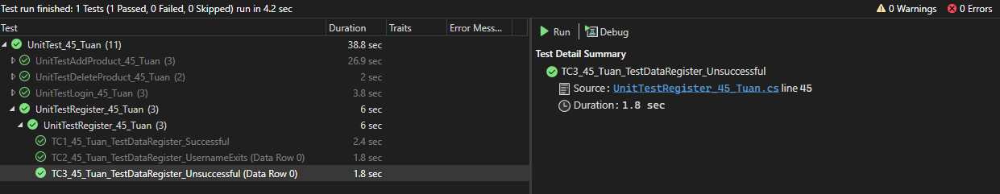 Test run finished: 1 Tests (1 Passed, 0 Failed, 0 Skipped) run in 4.2 sec
0 Warnings 0 Errors
Test Duration Traits Error Mess...
UnitTest_45_Tuan (11) 38.8 sec
UnitTestAddProduct_45_Tuan (3) 26.9 sec
UnitTestDeleteProduct_45_Tuan (2) 2 sec
UnitTestLogin_45_Tuan (3) 3.8 sec
UnitTestRegister_45_Tuan (3) 6 sec
UnitTestRegister_45_Tuan (3) 6 sec
TC1_45_Tuan_TestDataRegister_Successful 2.4 sec
TC2_45_Tuan_TestDataRegister_UsernameExits (Data Row 0) 1.8 sec
TC3_45_Tuan_TestDataRegister_Unsuccessful (Data Row 0) 1.8 sec
Run Debug
Test Detail Summary
TC3_45_Tuan_TestDataRegister_Unsuccessful
Source: UnitTestRegister_45_Tuan.cs line 45
Duration: 1.8 sec